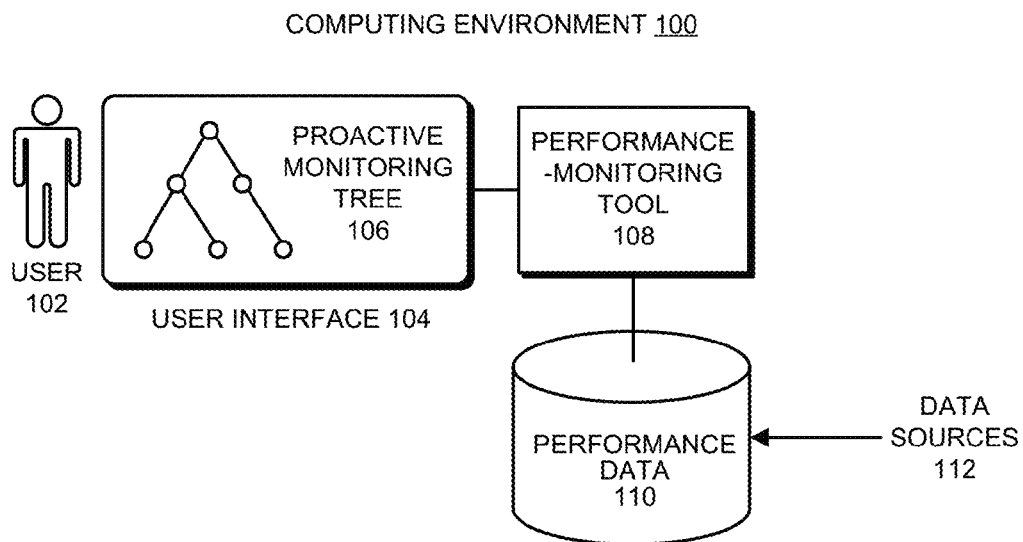 COMPUTING ENVIRONMENT 100
PROACTIVE
MONITORING
TREE
106
PERFORMANCE
-MONITORING
TOOL
108
USER
102
USER INTERFACE 104
PERFORMANCE
DATA
110
DATA
SOURCES
112